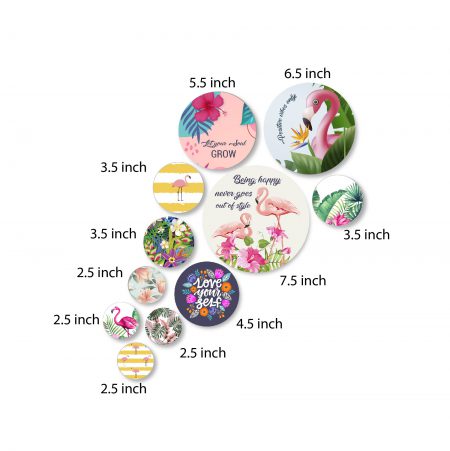 6.5 inch
5.5 inch
Positive vibes only
Let your Soul
GROW
3.5 inch
Being happy
never goes
out of style
3.5 inch
3.5 inch
2.5 inch
7.5 inch
Love
your
self
2.5 inch
4.5 inch
2.5 inch
2.5 inch